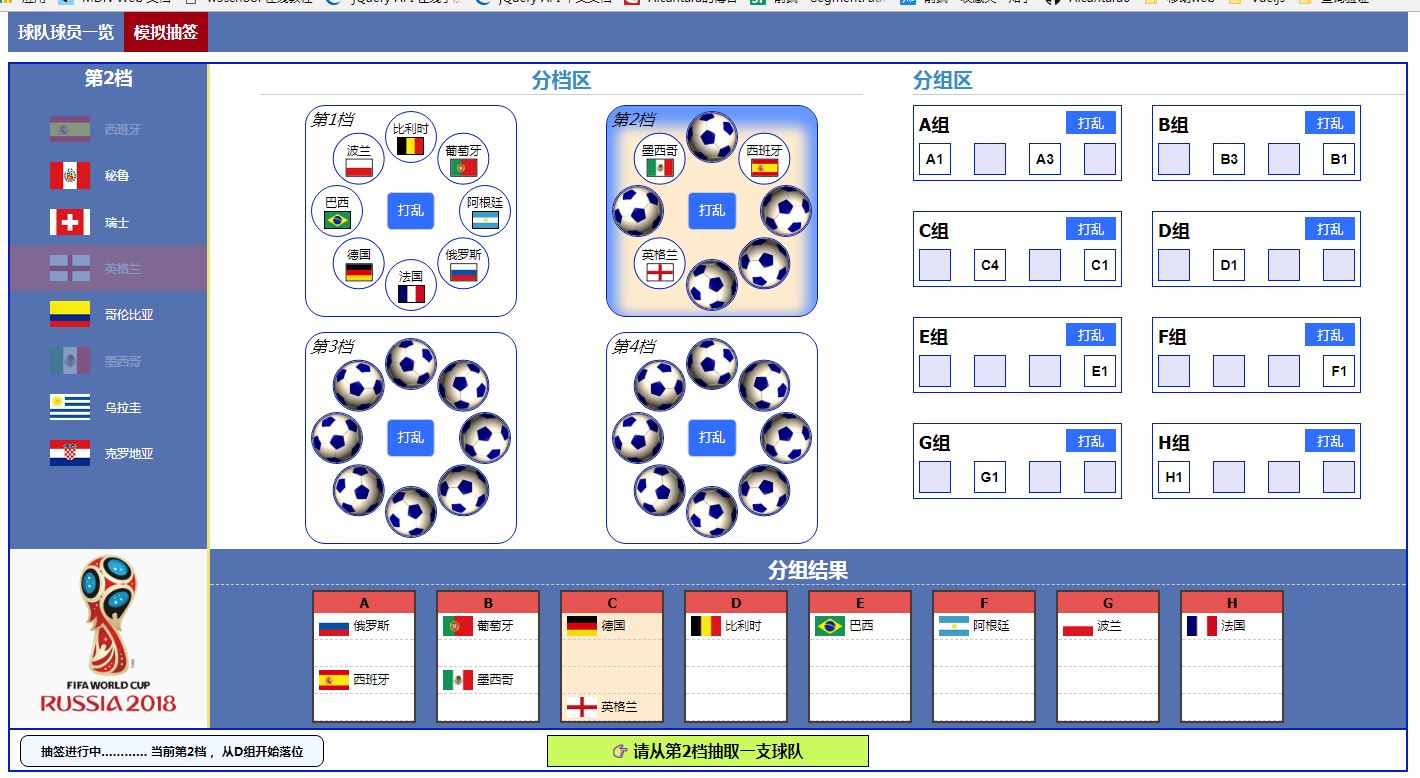 球队球员一览 模拟抽签
第2档
西班牙
秘鲁
瑞士
英格兰
哥伦比亚
墨西哥
乌拉圭
克罗地亚
FIFA WORLD CUP
RUSSIA 2018
分档区
第1档
比利时
波兰
葡萄牙
巴西
打乱
阿根廷
德国
俄罗斯
法国
第2档
墨西哥
西班牙
打乱
英格兰
第3档
打乱
第4档
打乱
分组区
A组 打乱
A1 A3
B组 打乱
B3 B1
C组 打乱
C4 C1
D组 打乱
D1
E组 打乱
E1
F组 打乱
F1
G组 打乱
G1
H组 打乱
H1
分组结果
A B C D E F G H
俄罗斯 葡萄牙 德国 比利时 巴西 阿根廷 波兰 法国
西班牙 墨西哥
英格兰
抽签进行中............ 当前第2档 ，从D组开始落位
请从第2档抽取一支球队